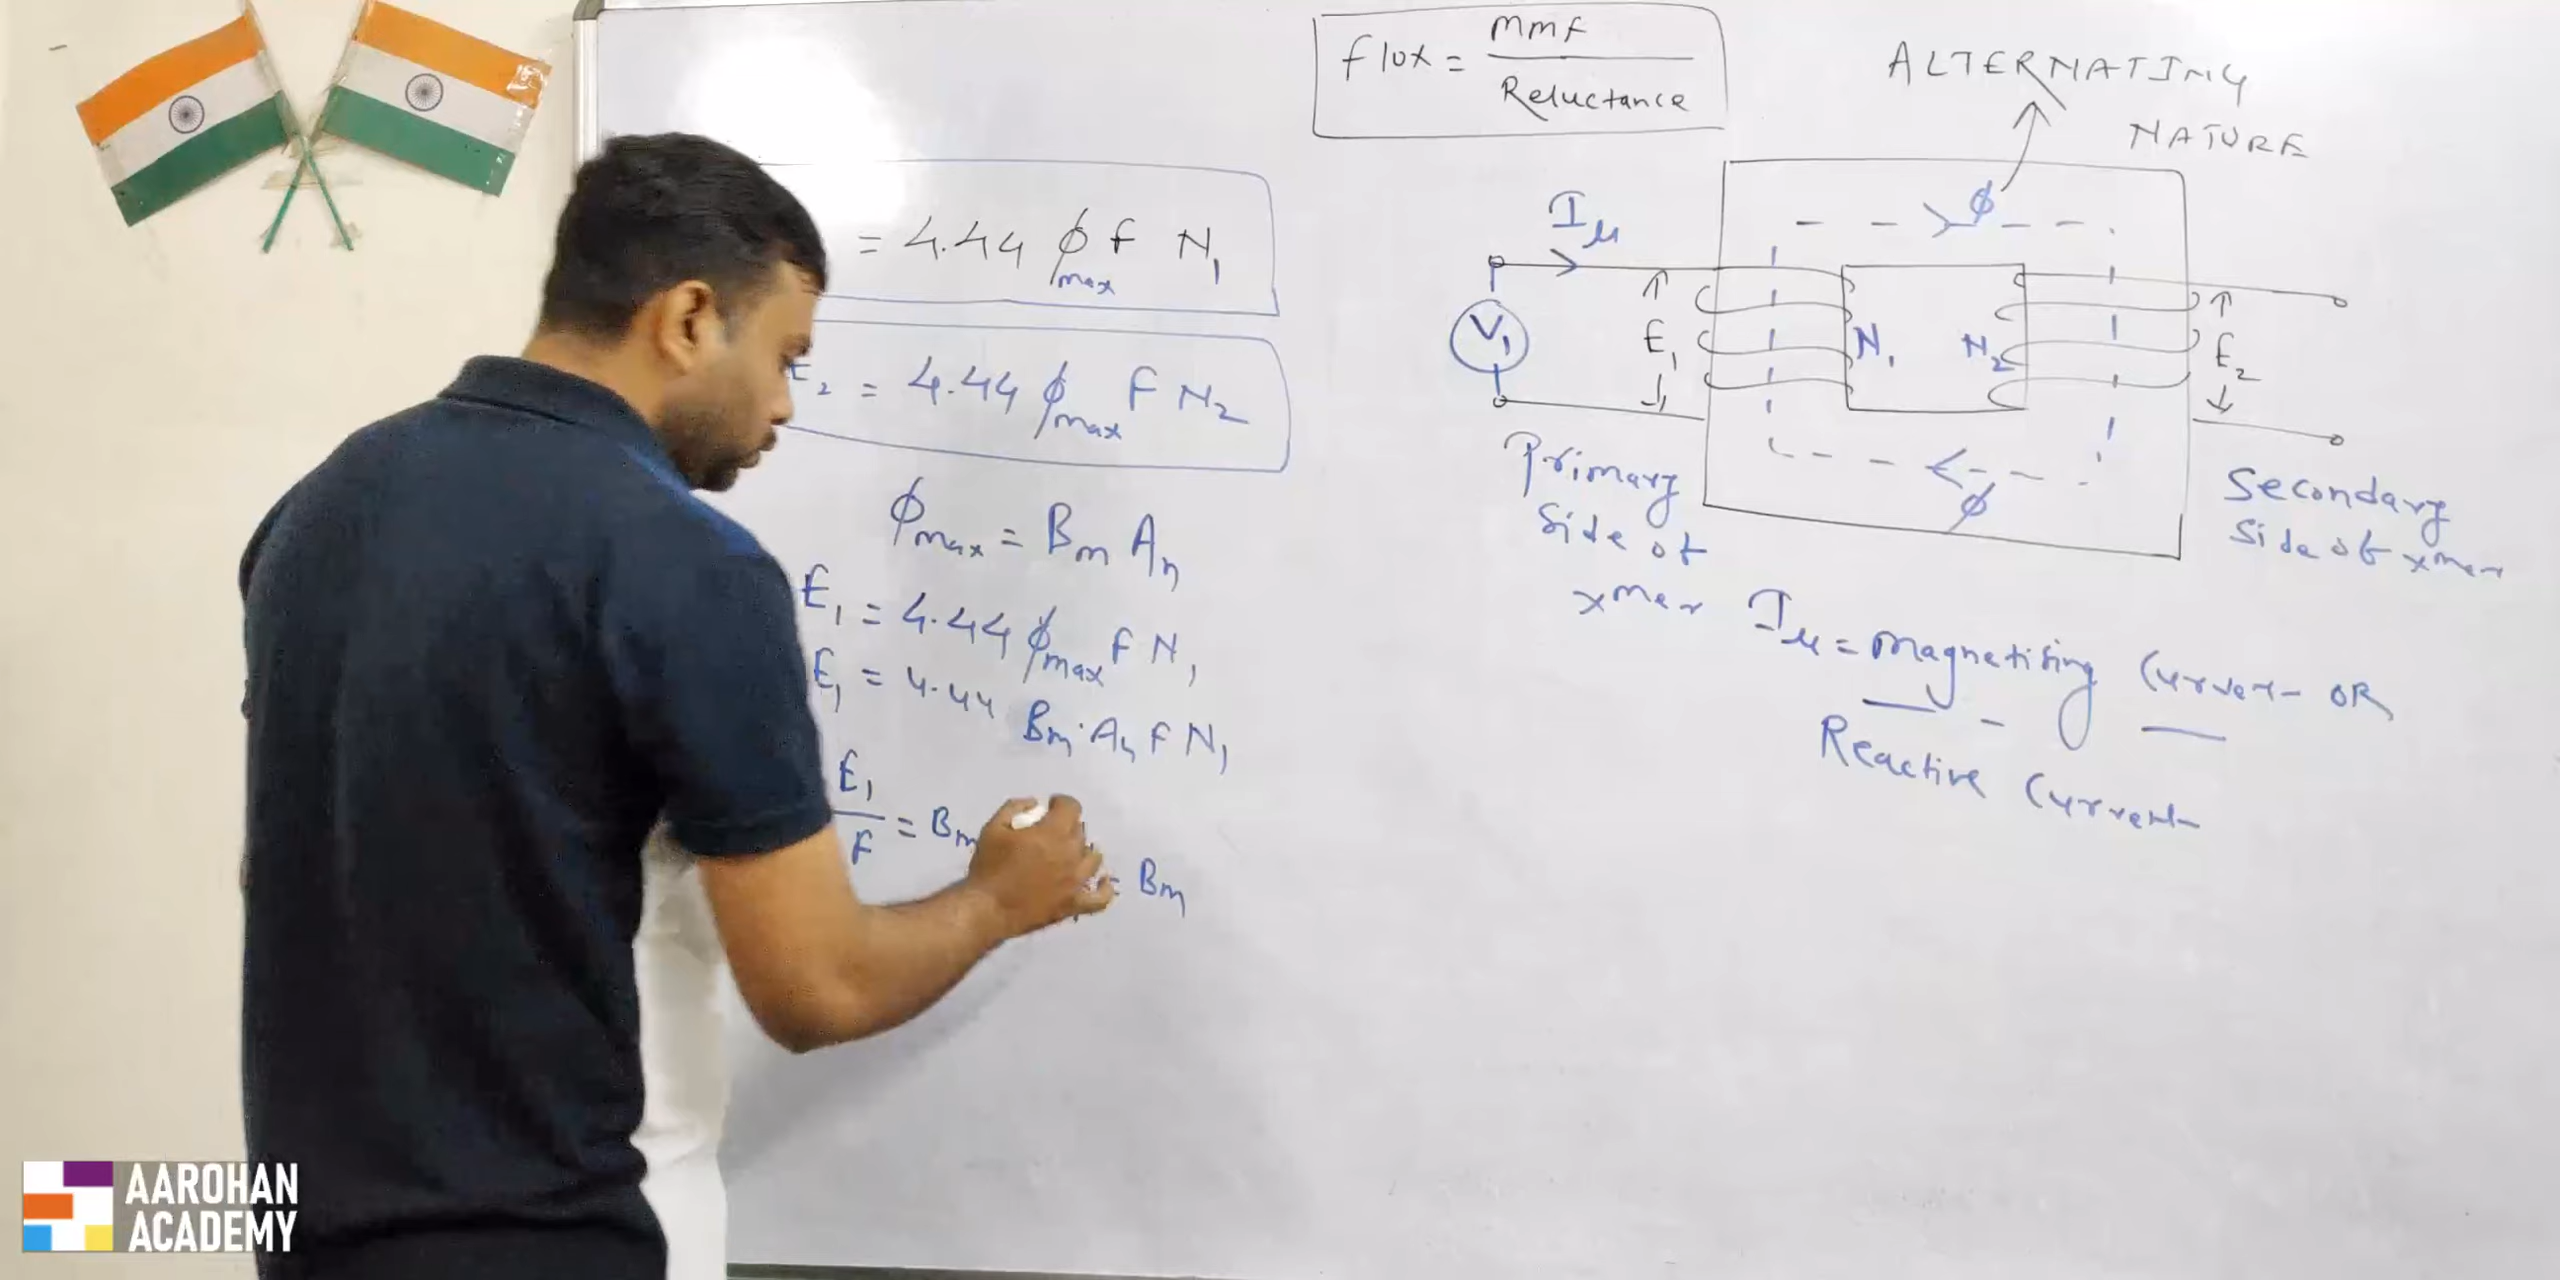 flux = mmf / Reluctance
ALTERNATING
NATURE
= 4.44 ϕmax f N1
E2 = 4.44 ϕmax F N2
ϕmax = Bm An
E1 = 4.44 ϕmax F N1
E1 = 4.44 Bm · An F N1
E1 / F = Bm
= Bm
ϕ
Iμ
V1
E1
N1
N2
E2
ϕ
Primary
Side of
xmer
Secondary
Side of xmer
Iμ = Magnetising Current OR
Reactive Current
AAROHAN
ACADEMY